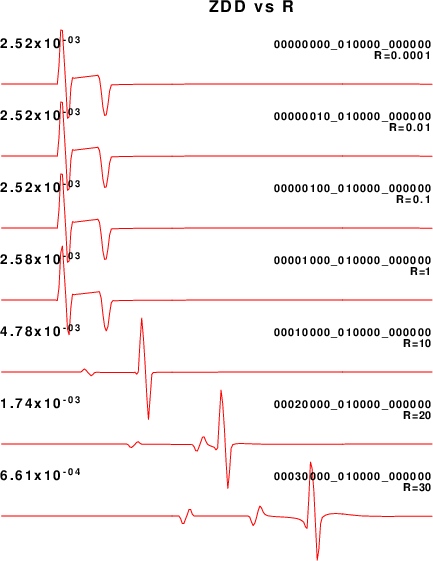 ZDD vs R
2.52x10-03 00000000_010000_000000
R=0.0001
2.52x10-03 00000010_010000_000000
R=0.01
2.52x10-03 00000100_010000_000000
R=0.1
2.58x10-03 00001000_010000_000000
R=1
4.78x10-03 00010000_010000_000000
R=10
1.74x10-03 00020000_010000_000000
R=20
6.61x10-04 00030000_010000_000000
R=30